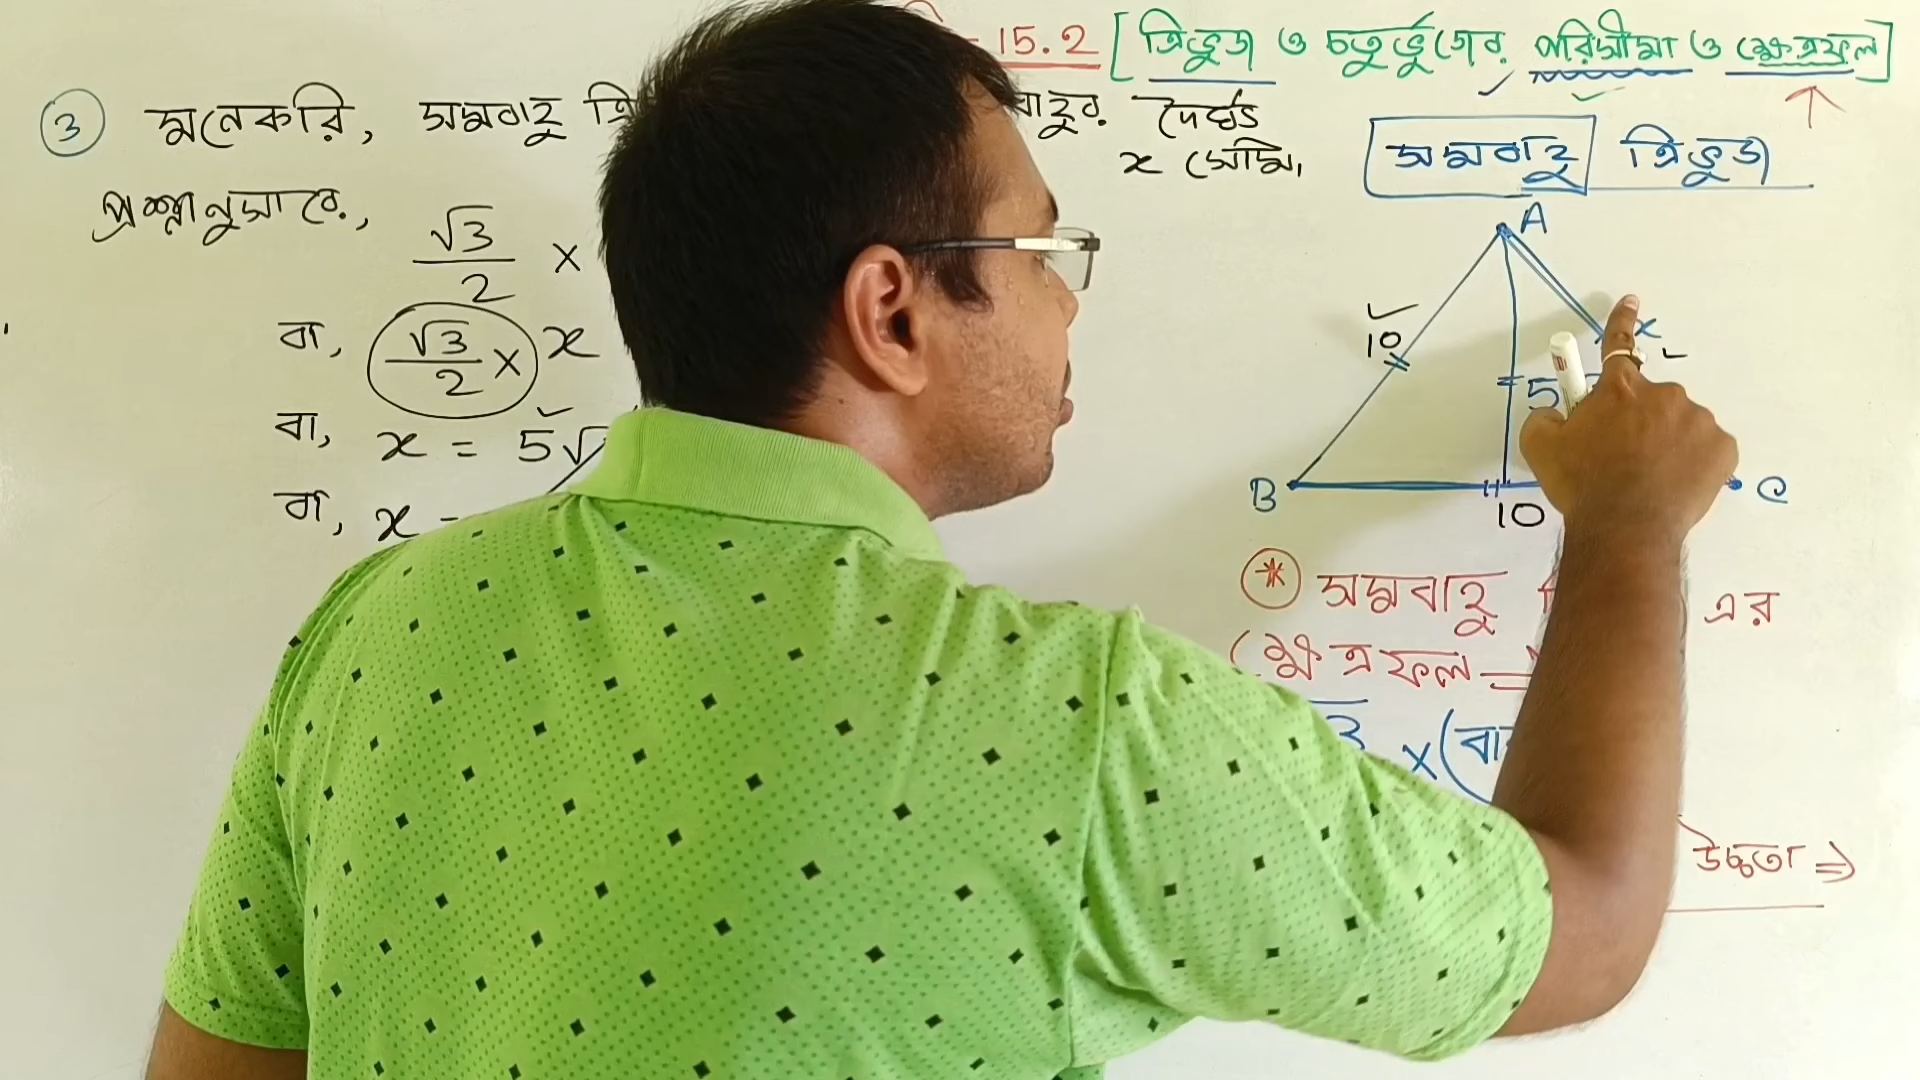 15.2 [ত্রিভুজ ও চতুর্ভুজের পরিসীমা ও ক্ষেত্রফল]
3 মনেকরি, সমবাহু বাহুর দৈর্ঘ্য
x সেমি।
প্রশ্নানুসারে, √3/2 ×
বা, √3/2 × x
বা, x = 5√
বা, x =
সমবাহু ত্রিভুজ
A
10 x
5
B 10 C
* সমবাহু এর
ক্ষেত্রফল =
3 × (বা
উচ্চতা ⇒